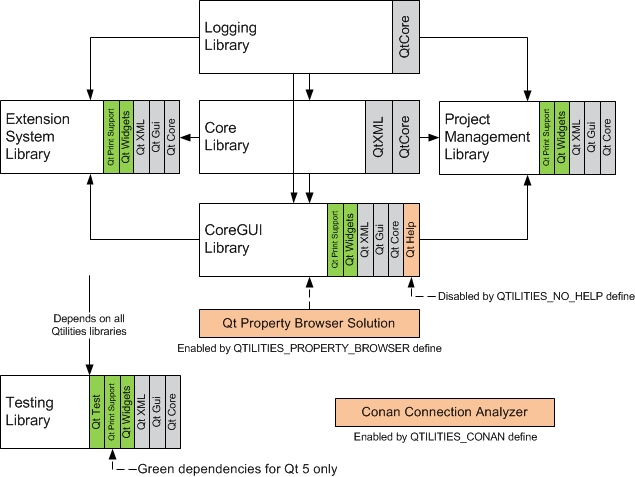 Logging
Library
QtCore
Extension
System
Library
Qt Print Support
Qt Widgets
Qt XML
Qt Gui
Qt Core
Core
Library
QtXML
QtCore
Project
Management
Library
Qt Print Support
Qt Widgets
Qt XML
Qt Gui
Qt Core
CoreGUI
Library
Qt Print Support
Qt Widgets
Qt XML
Qt Gui
Qt Core
Qt Help
Disabled by QTILITIES_NO_HELP define
Depends on all
Qtilities libraries
Qt Property Browser Solution
Enabled by QTILITIES_PROPERTY_BROWSER define
Testing
Library
Qt Test
Qt Print Support
Qt Widgets
Qt XML
Qt Gui
Qt Core
Conan Connection Analyzer
Enabled by QTILITIES_CONAN define
Green dependencies for Qt 5 only